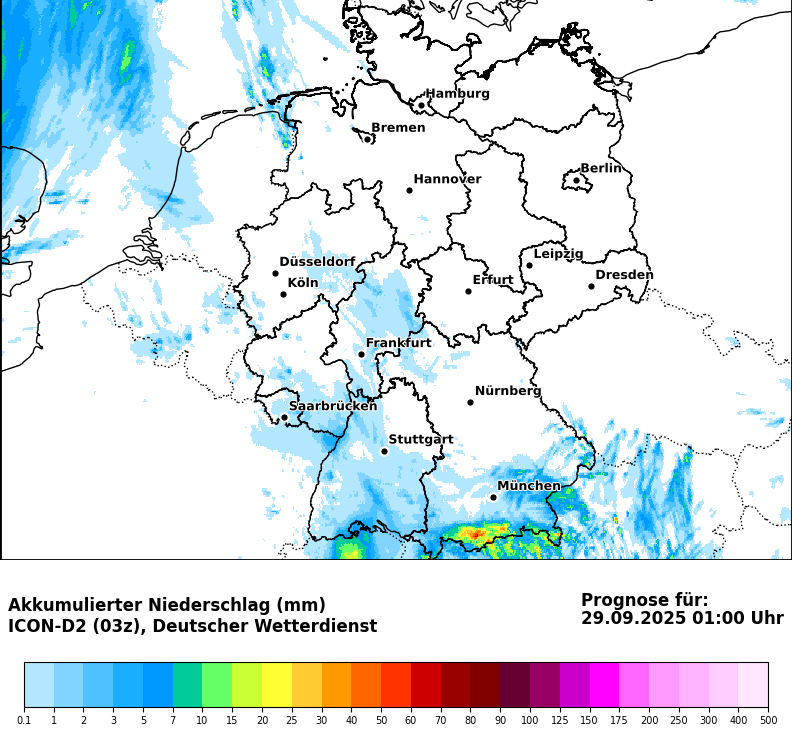 Hamburg
Bremen
Berlin
Hannover
Leipzig
Düsseldorf
Dresden
Köln
Erfurt
Frankfurt
Nürnberg
Saarbrücken
Stuttgart
München
Akkumulierter Niederschlag (mm)
ICON-D2 (03z), Deutscher Wetterdienst
Prognose für:
29.09.2025 01:00 Uhr
0.1 1 2 3 5 7 10 15 20 25 30 40 50 60 70 80 90 100 125 150 175 200 250 300 400 500